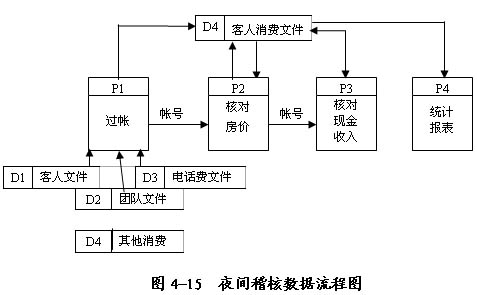 D4 客人消费文件
P1 P2 P3 P4
过帐
帐号
核对
房价
帐号
核对
现金
收入
统计
报表
D1 客人文件
D3 电话费文件
D2 团队文件
D4 其他消费
图 4-15 夜间稽核数据流程图